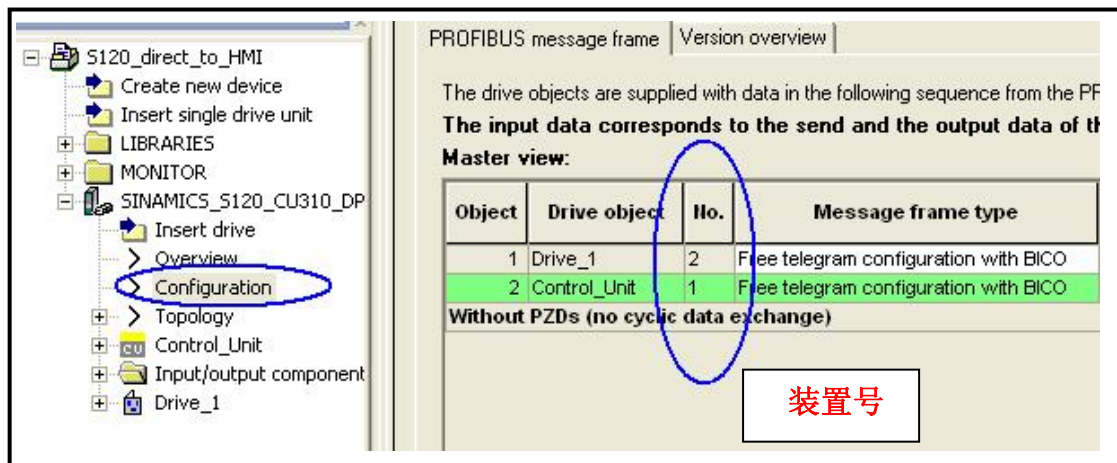 S120_direct_to_HMI
Create new device
Insert single drive unit
LIBRARIES
MONITOR
SINAMICS_S120_CU310_DP
Insert drive
Overview
Configuration
Topology
Control_Unit
CU
Input/output component
Drive_1
PROFIBUS message frame Version overview
The drive objects are supplied with data in the following sequence from the PF
The input data corresponds to the send and the output data of th
Master view:
Object Drive object No. Message frame type
1 Drive_1 2 Free telegram configuration with BICO
2 Control_Unit 1 Free telegram configuration with BICO
Without PZDs (no cyclic data exchange)
装置号